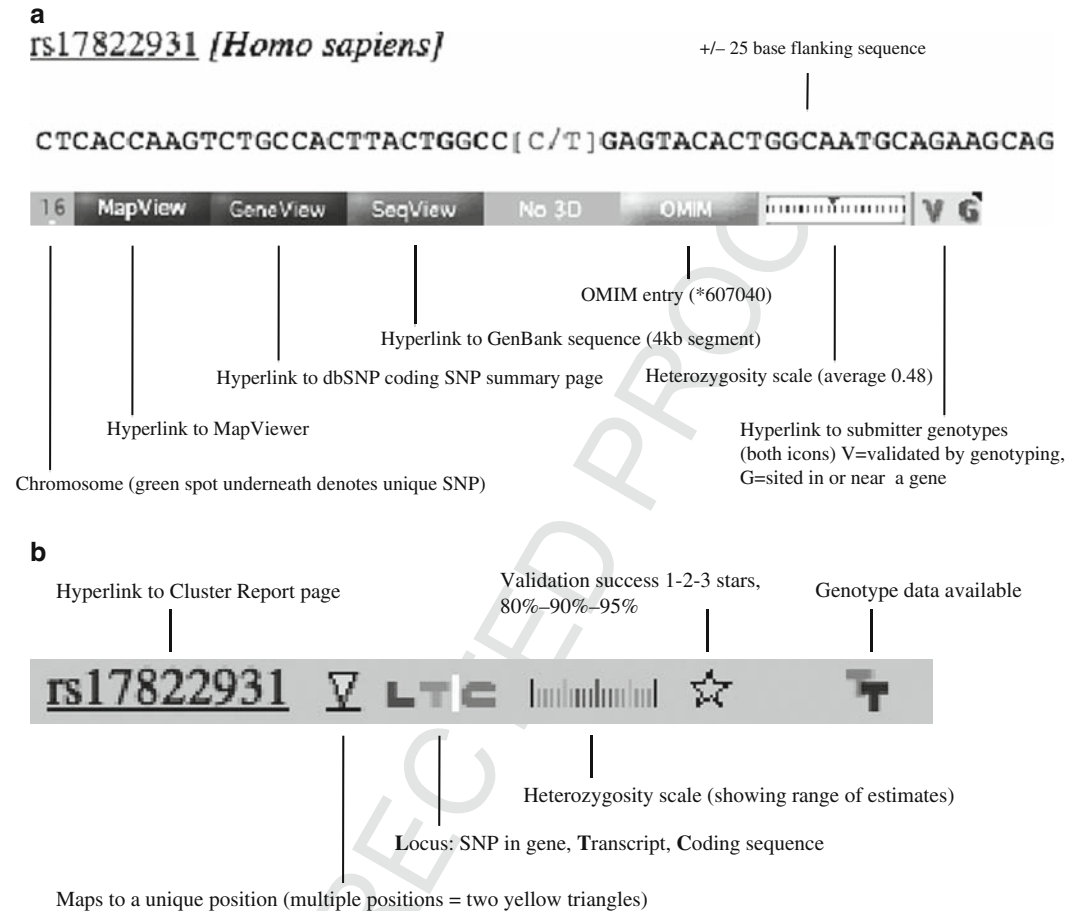 a
rs17822931 [Homo sapiens]
+/– 25 base flanking sequence
CTCACCAAGTCTGCCACTTACTGGCC[C/T]GAGTACACTGGCAATGCAGAAGCAG
16 MapView GeneView SeqView No 3D OMIM V G
OMIM entry (*607040)
Hyperlink to GenBank sequence (4kb segment)
Hyperlink to dbSNP coding SNP summary page
Heterozygosity scale (average 0.48)
Hyperlink to MapViewer
Hyperlink to submitter genotypes
(both icons) V=validated by genotyping,
G=sited in or near a gene
Chromosome (green spot underneath denotes unique SNP)
b
Hyperlink to Cluster Report page
Validation success 1-2-3 stars,
80%–90%–95%
Genotype data available
rs17822931 V L T C T T
Heterozygosity scale (showing range of estimates)
Locus: SNP in gene, Transcript, Coding sequence
Maps to a unique position (multiple positions = two yellow triangles)
ECTED PROO